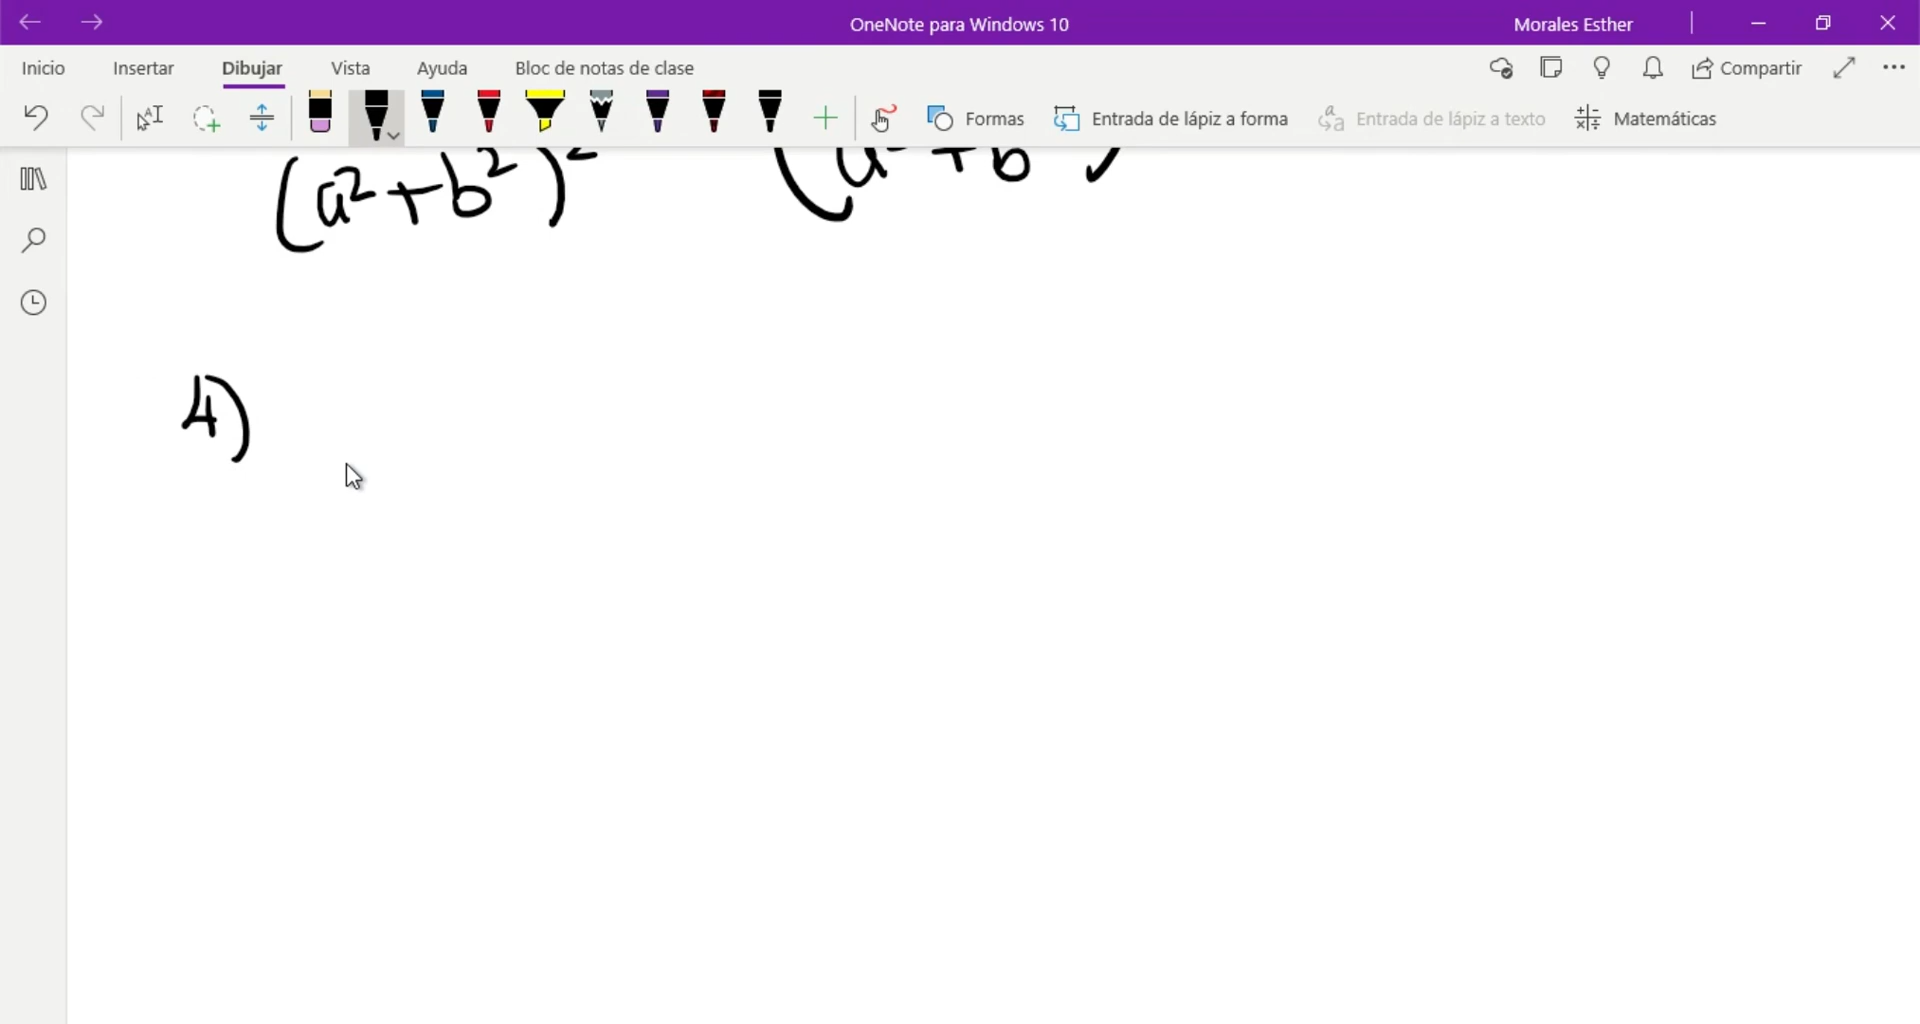 OneNote para Windows 10
Morales Esther
Inicio Insertar Dibujar Vista Ayuda Bloc de notas de clase
Compartir
Formas Entrada de lápiz a forma Entrada de lápiz a texto Matemáticas
(a²+b²)² (a²+b )
4)